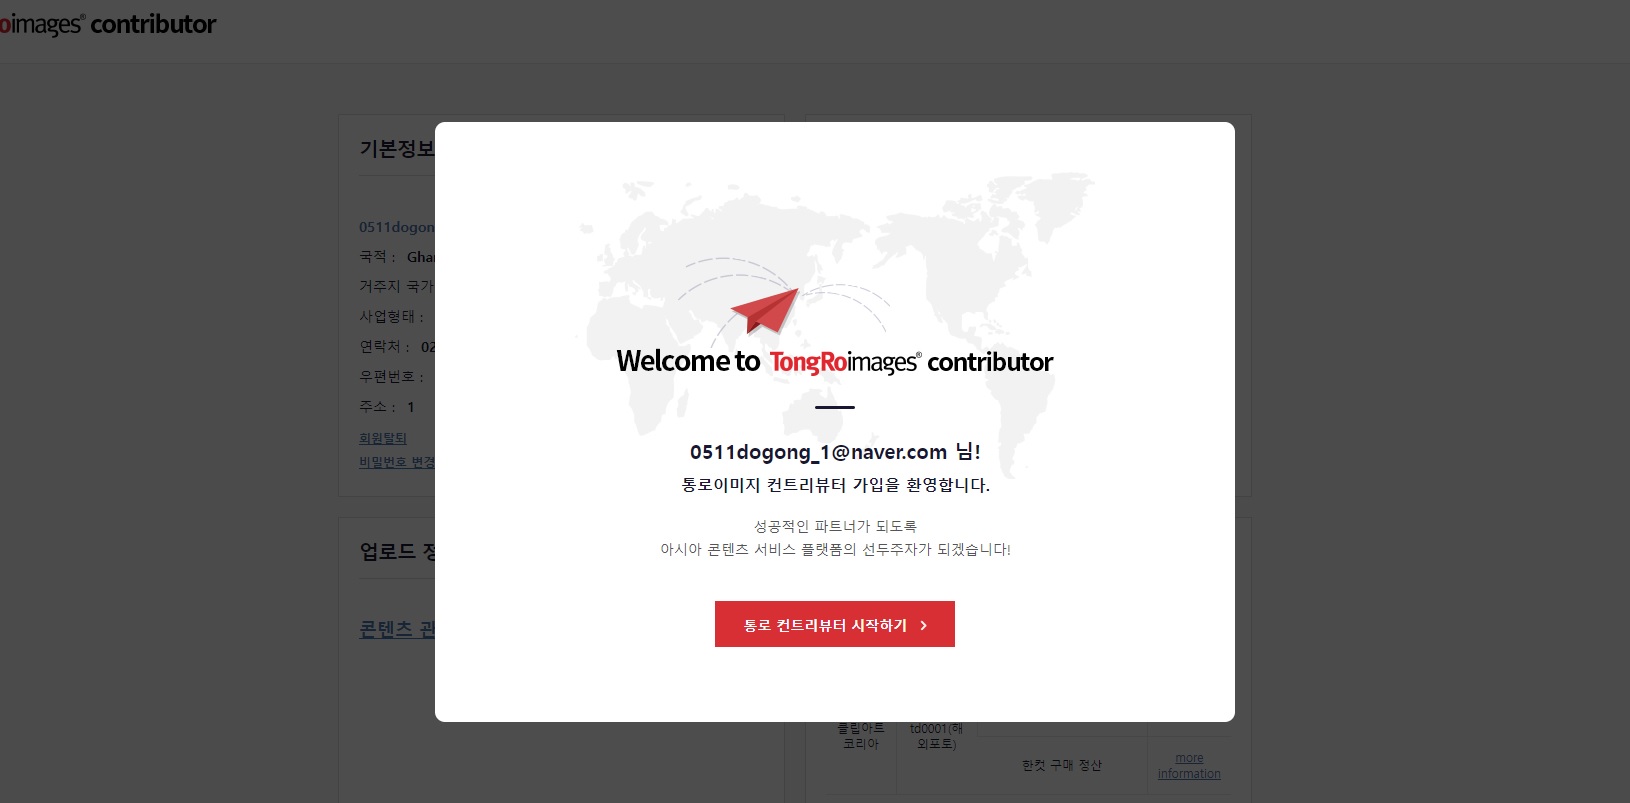 images® contributor
기본정보
0511dogon
국적 :
거주지 국가
사업형태 :
연락처 : 02
우편번호 :
주소 : 1
회원탈퇴
비밀번호 변경
Welcome to TongRoimages® contributor
0511dogong_1@naver.com 님!
통로이미지 컨트리뷰터 가입을 환영합니다.
성공적인 파트너가 되도록
아시아 콘텐츠 서비스 플랫폼의 선두주자가 되겠습니다!
통로 컨트리뷰터 시작하기 >
업로드
콘텐츠
클립아트 코리아
td0001(해외포토)
한컷 구매 정산
more
information